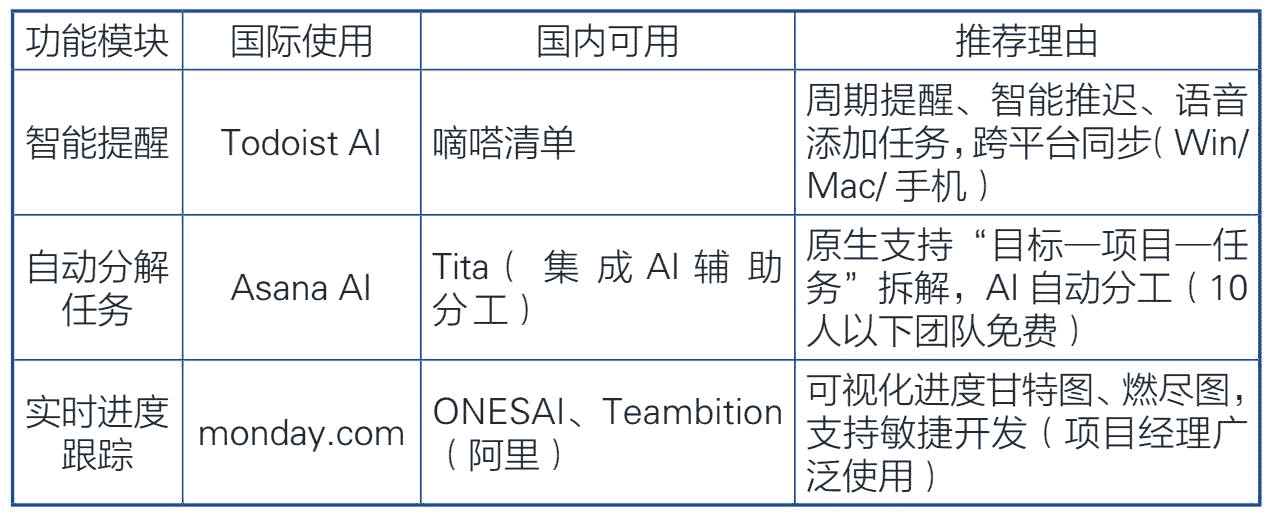 功能模块 国际使用 国内可用 推荐理由
智能提醒 Todoist AI 嘀嗒清单
周期提醒、智能推迟、语音
添加任务，跨平台同步（Win/
Mac/ 手机）
自动分解
任务
Asana AI
Tita（集成AI辅助
分工）
原生支持“目标—项目—任
务”拆解，AI自动分工（10
人以下团队免费）
实时进度
跟踪
monday.com
ONESAI、Teambition
（阿里）
可视化进度甘特图、燃尽图，
支持敏捷开发（项目经理广
泛使用）